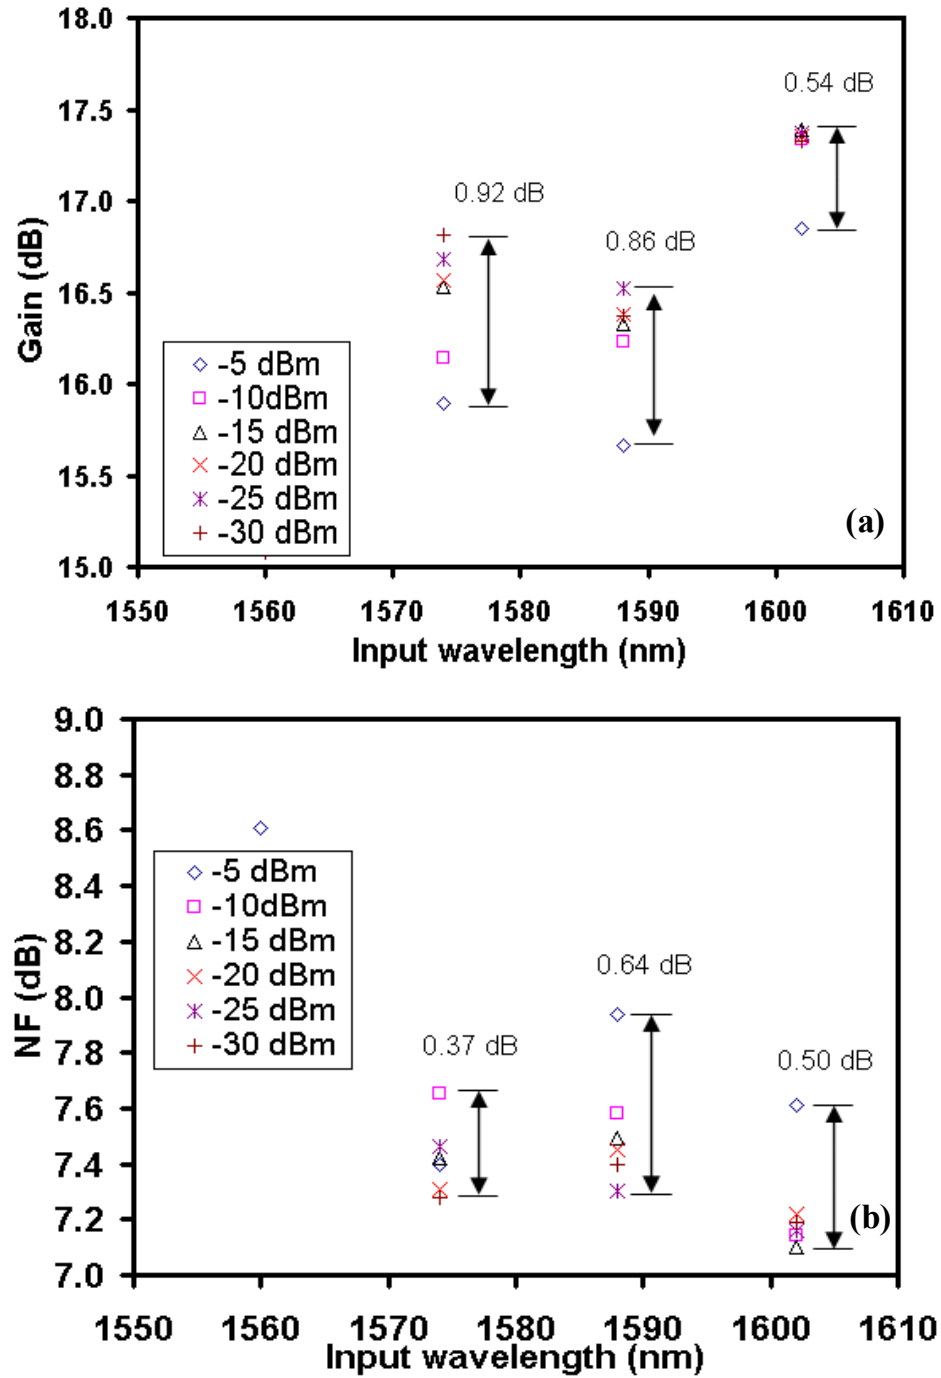 18.0
17.5
17.0
16.5
16.0
15.5
15.0
Gain (dB)
0.92 dB
0.86 dB
0.54 dB
-5 dBm
-10dBm
-15 dBm
-20 dBm
-25 dBm
-30 dBm
(a)
1550 1560 1570 1580 1590 1600 1610
Input wavelength (nm)
9.0
8.8
8.6
8.4
8.2
8.0
7.8
7.6
7.4
7.2
7.0
NF (dB)
-5 dBm
-10dBm
-15 dBm
-20 dBm
-25 dBm
-30 dBm
0.37 dB
0.64 dB
0.50 dB
(b)
1550 1560 1570 1580 1590 1600 1610
Input wavelength (nm)